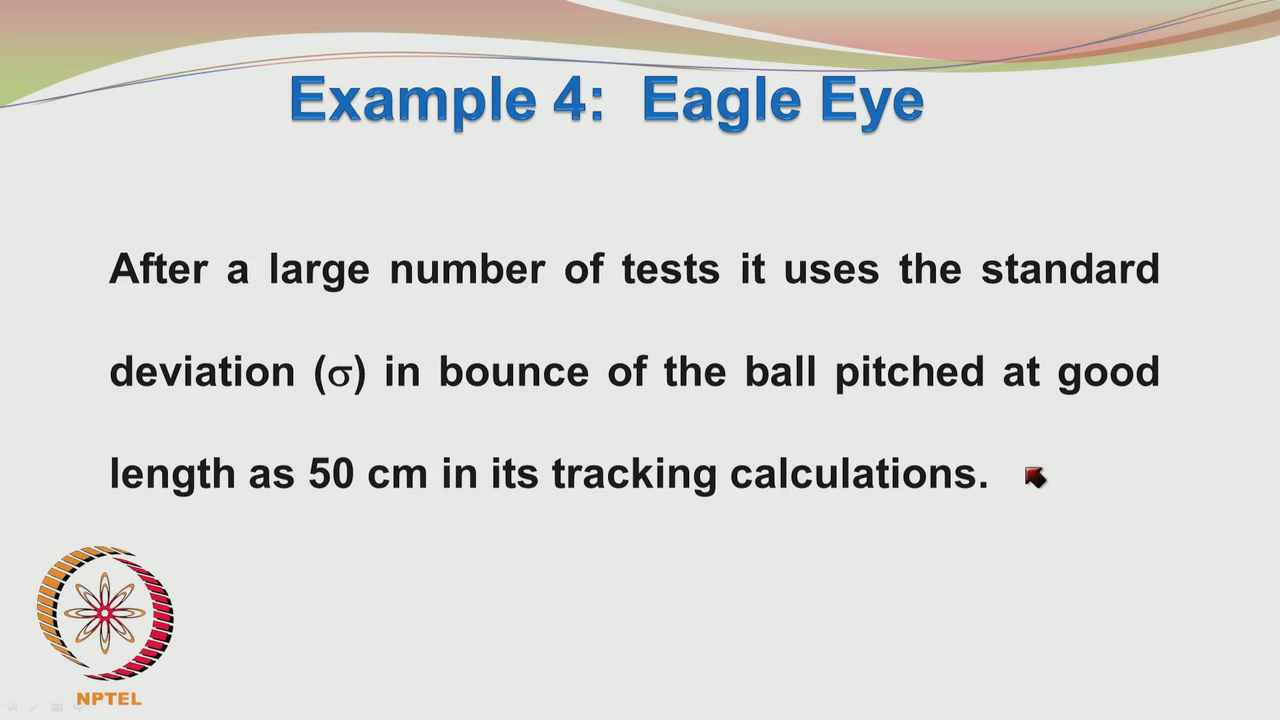 Example 4: Eagle Eye
After a large number of tests it uses the standard
deviation (σ) in bounce of the ball pitched at good
length as 50 cm in its tracking calculations.
NPTEL